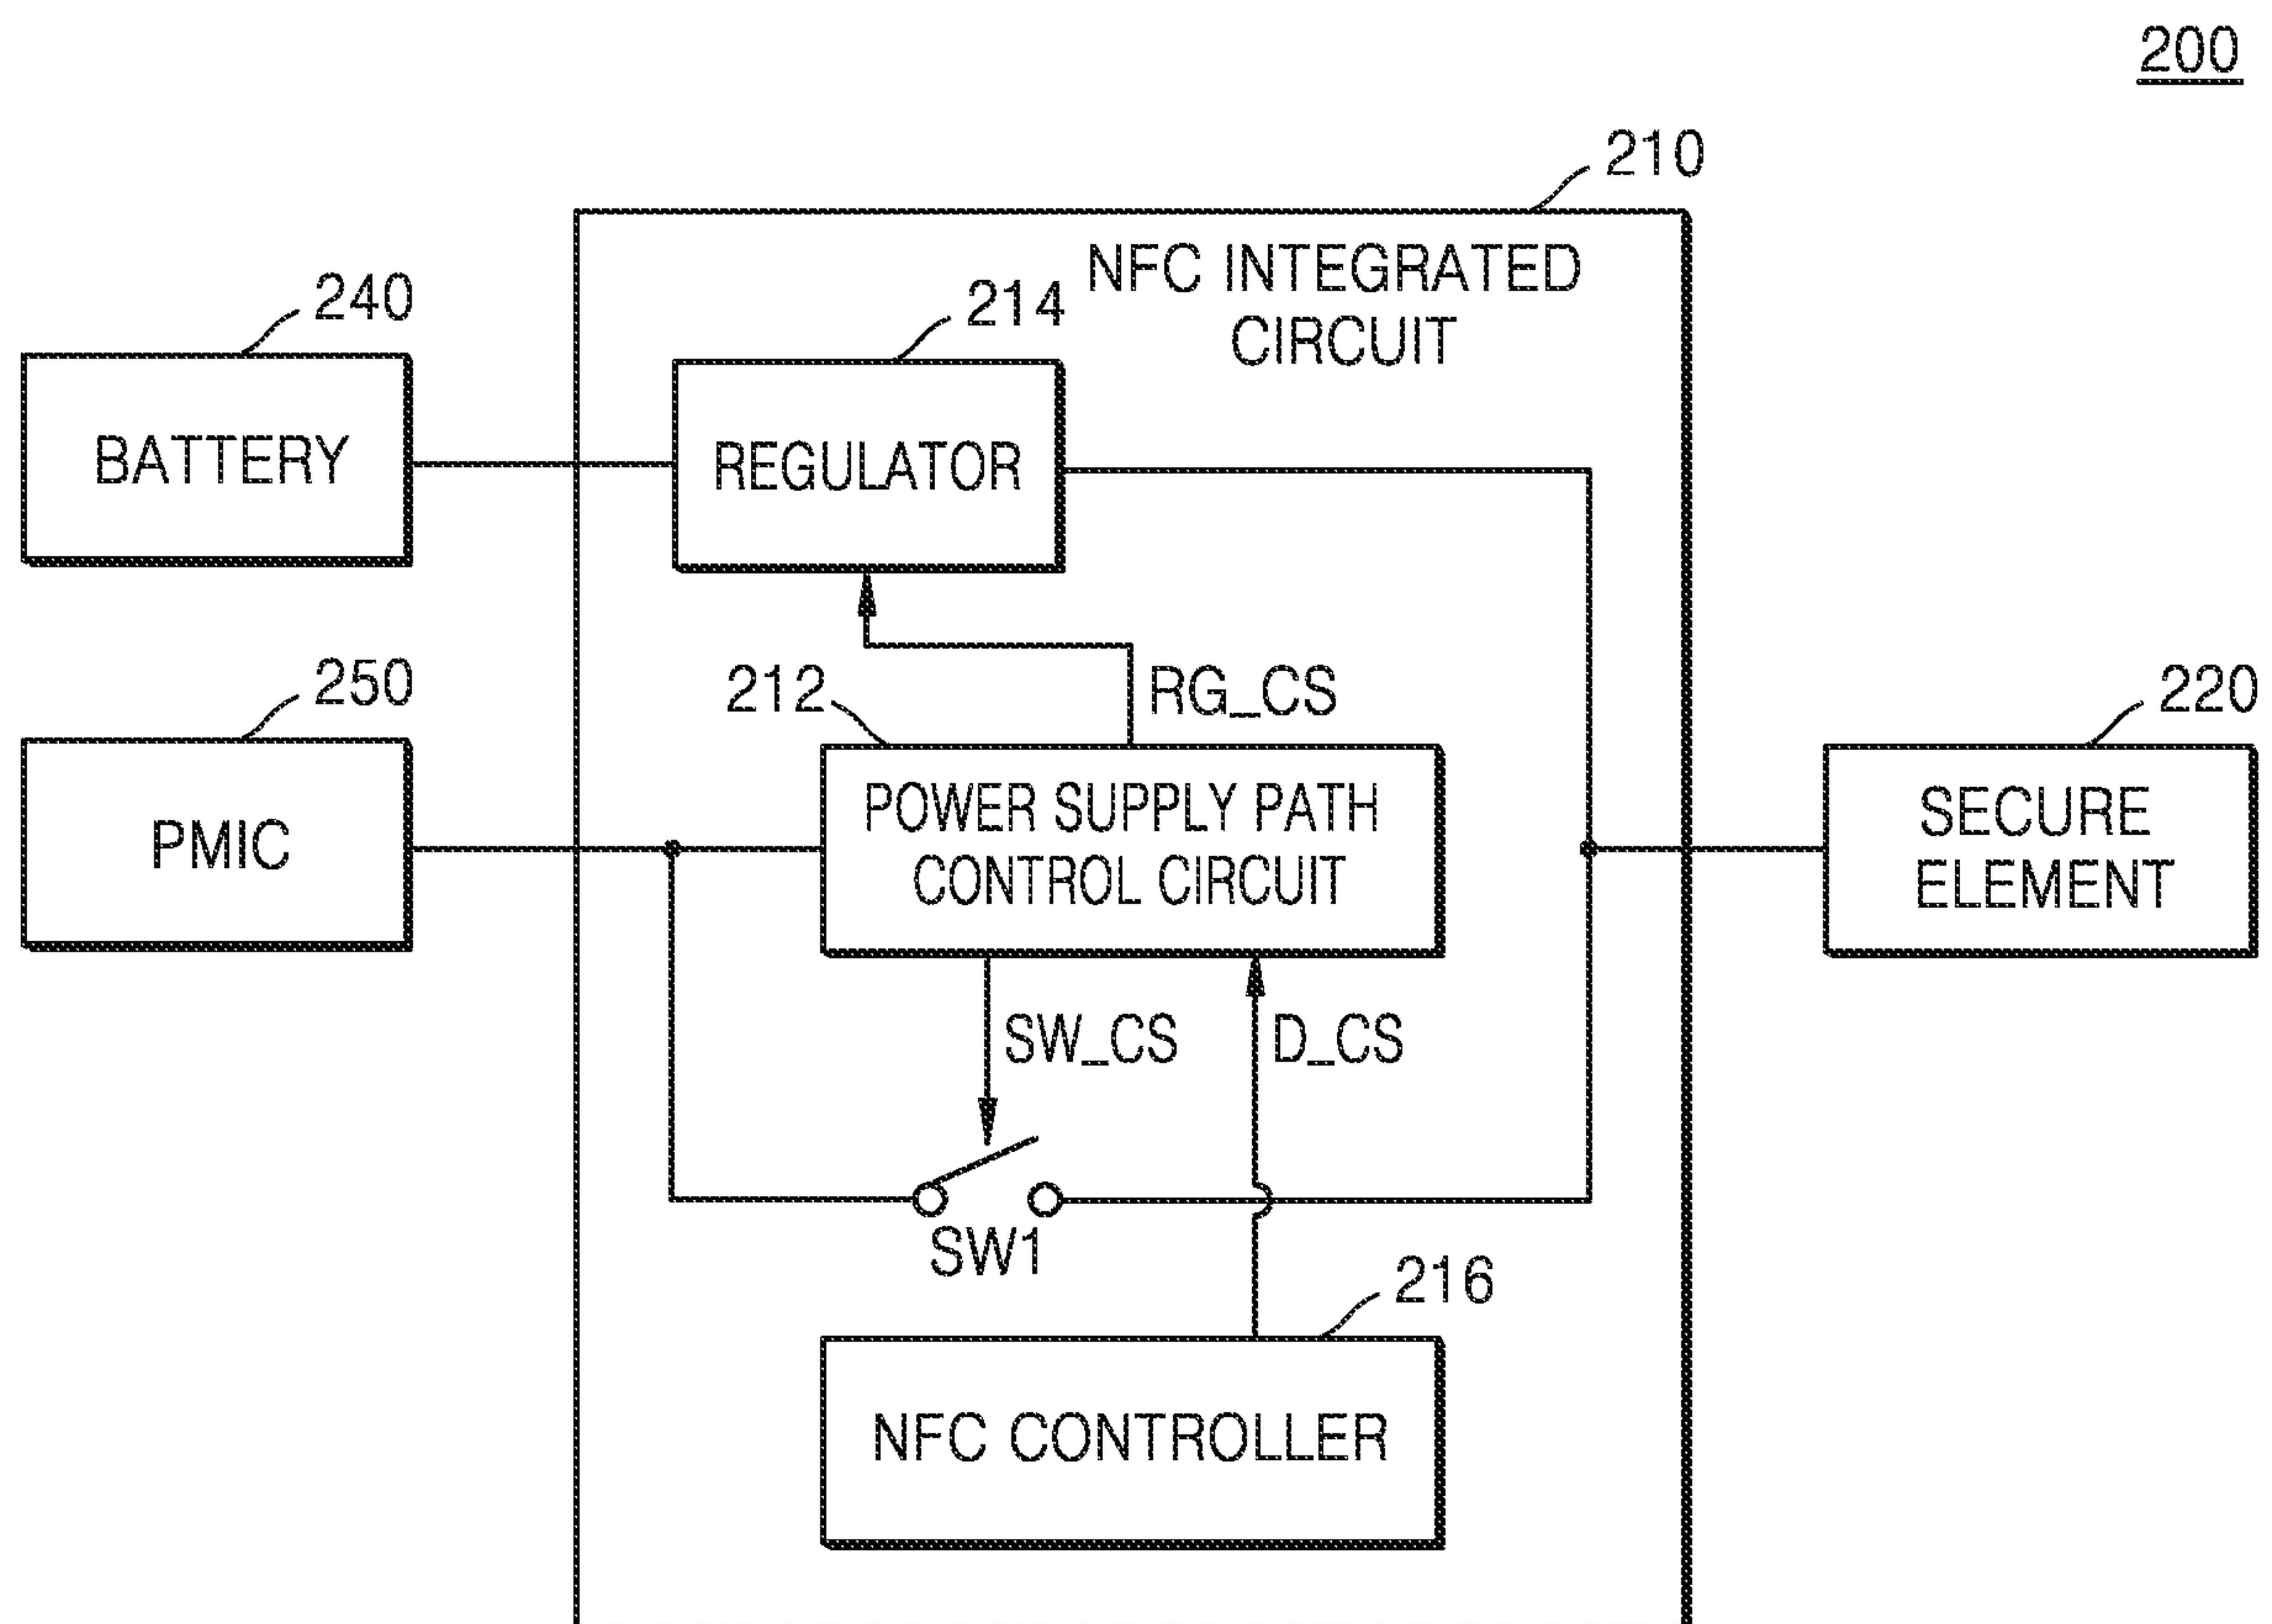 200
210
NFC INTEGRATED
CIRCUIT
240
214
BATTERY
REGULATOR
250
212
RG_CS
220
PMIC
POWER SUPPLY PATH
CONTROL CIRCUIT
SECURE
ELEMENT
SW_CS
D_CS
SW1
216
NFC CONTROLLER